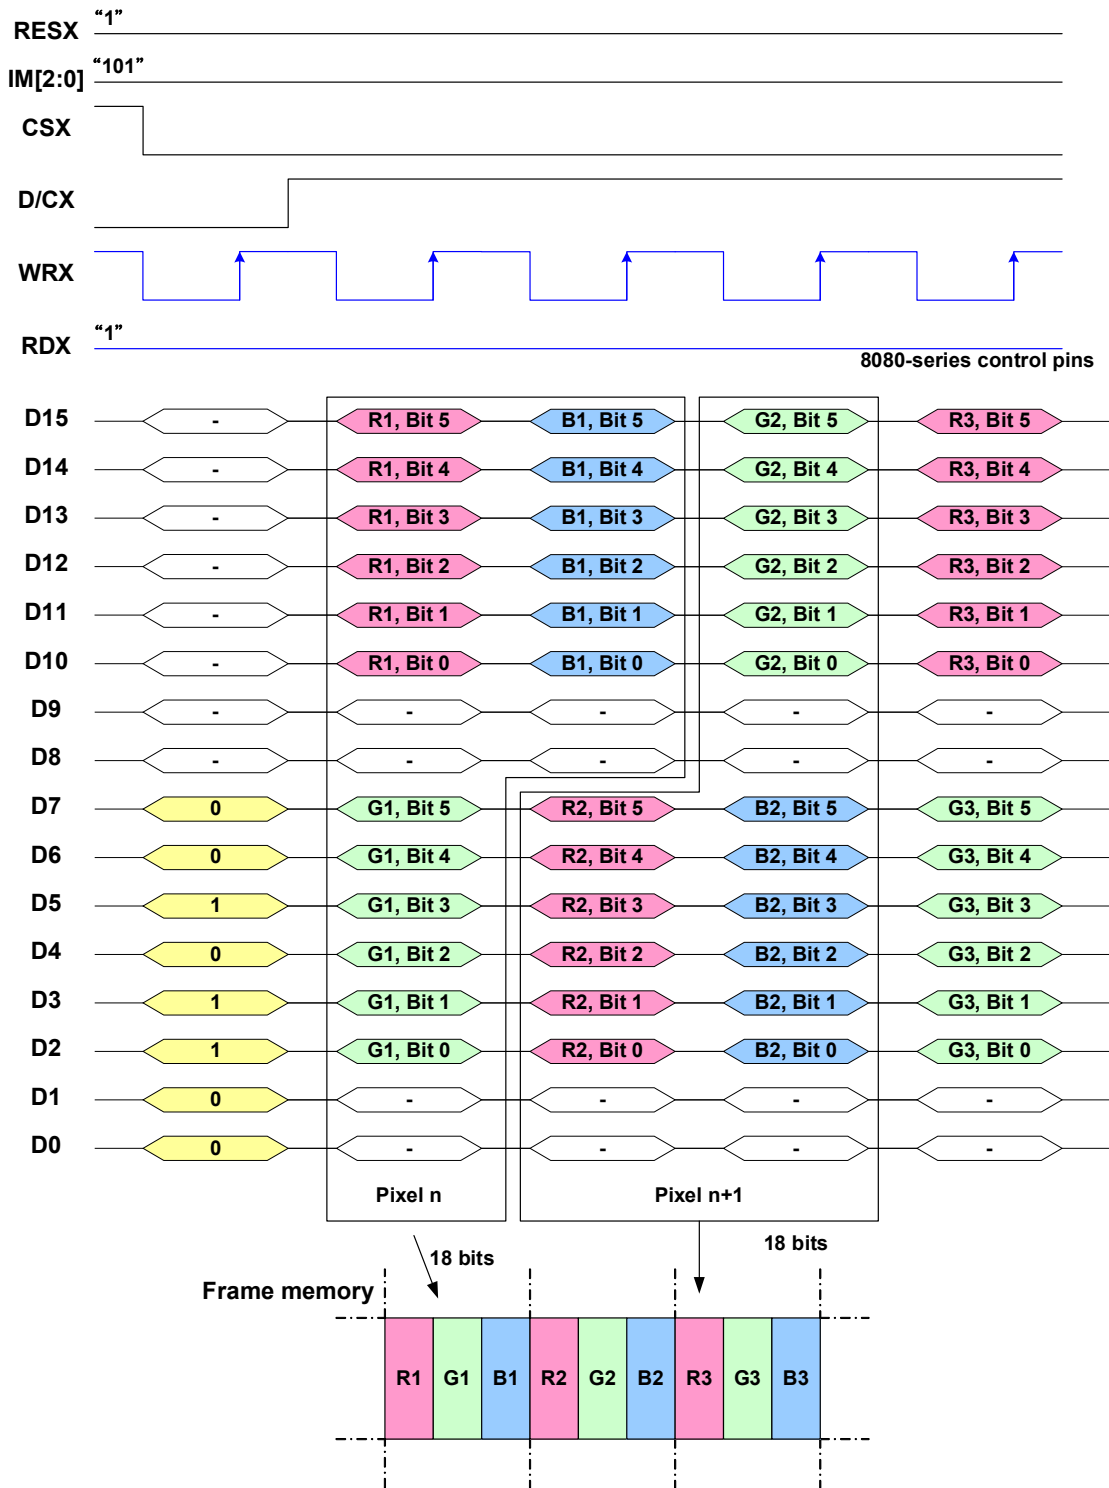 RESX "1"
IM[2:0] "101"
CSX
D/CX
WRX
RDX "1"
8080-series control pins
D15 - R1, Bit 5 B1, Bit 5 G2, Bit 5 R3, Bit 5
D14 - R1, Bit 4 B1, Bit 4 G2, Bit 4 R3, Bit 4
D13 - R1, Bit 3 B1, Bit 3 G2, Bit 3 R3, Bit 3
D12 - R1, Bit 2 B1, Bit 2 G2, Bit 2 R3, Bit 2
D11 - R1, Bit 1 B1, Bit 1 G2, Bit 1 R3, Bit 1
D10 - R1, Bit 0 B1, Bit 0 G2, Bit 0 R3, Bit 0
D9 - - - - -
D8 - - - - -
D7 0 G1, Bit 5 R2, Bit 5 B2, Bit 5 G3, Bit 5
D6 0 G1, Bit 4 R2, Bit 4 B2, Bit 4 G3, Bit 4
D5 1 G1, Bit 3 R2, Bit 3 B2, Bit 3 G3, Bit 3
D4 0 G1, Bit 2 R2, Bit 2 B2, Bit 2 G3, Bit 2
D3 1 G1, Bit 1 R2, Bit 1 B2, Bit 1 G3, Bit 1
D2 1 G1, Bit 0 R2, Bit 0 B2, Bit 0 G3, Bit 0
D1 0 - - - -
D0 0 - - - -
Pixel n Pixel n+1
18 bits 18 bits
Frame memory
R1 G1 B1 R2 G2 B2 R3 G3 B3